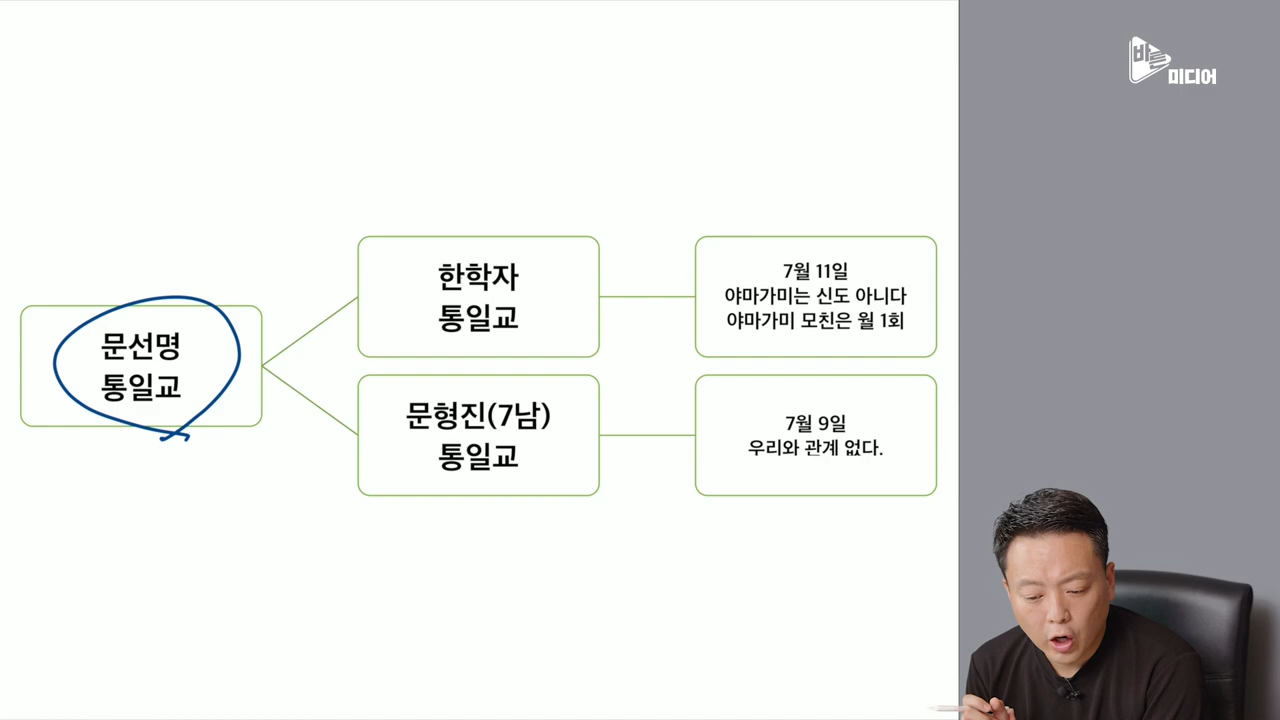 바른
미디어
문선명
통일교
한학자
통일교
7월 11일
야마가미는 신도 아니다
야마가미 모친은 월 1회
문형진(7남)
통일교
7월 9일
우리와 관계 없다.